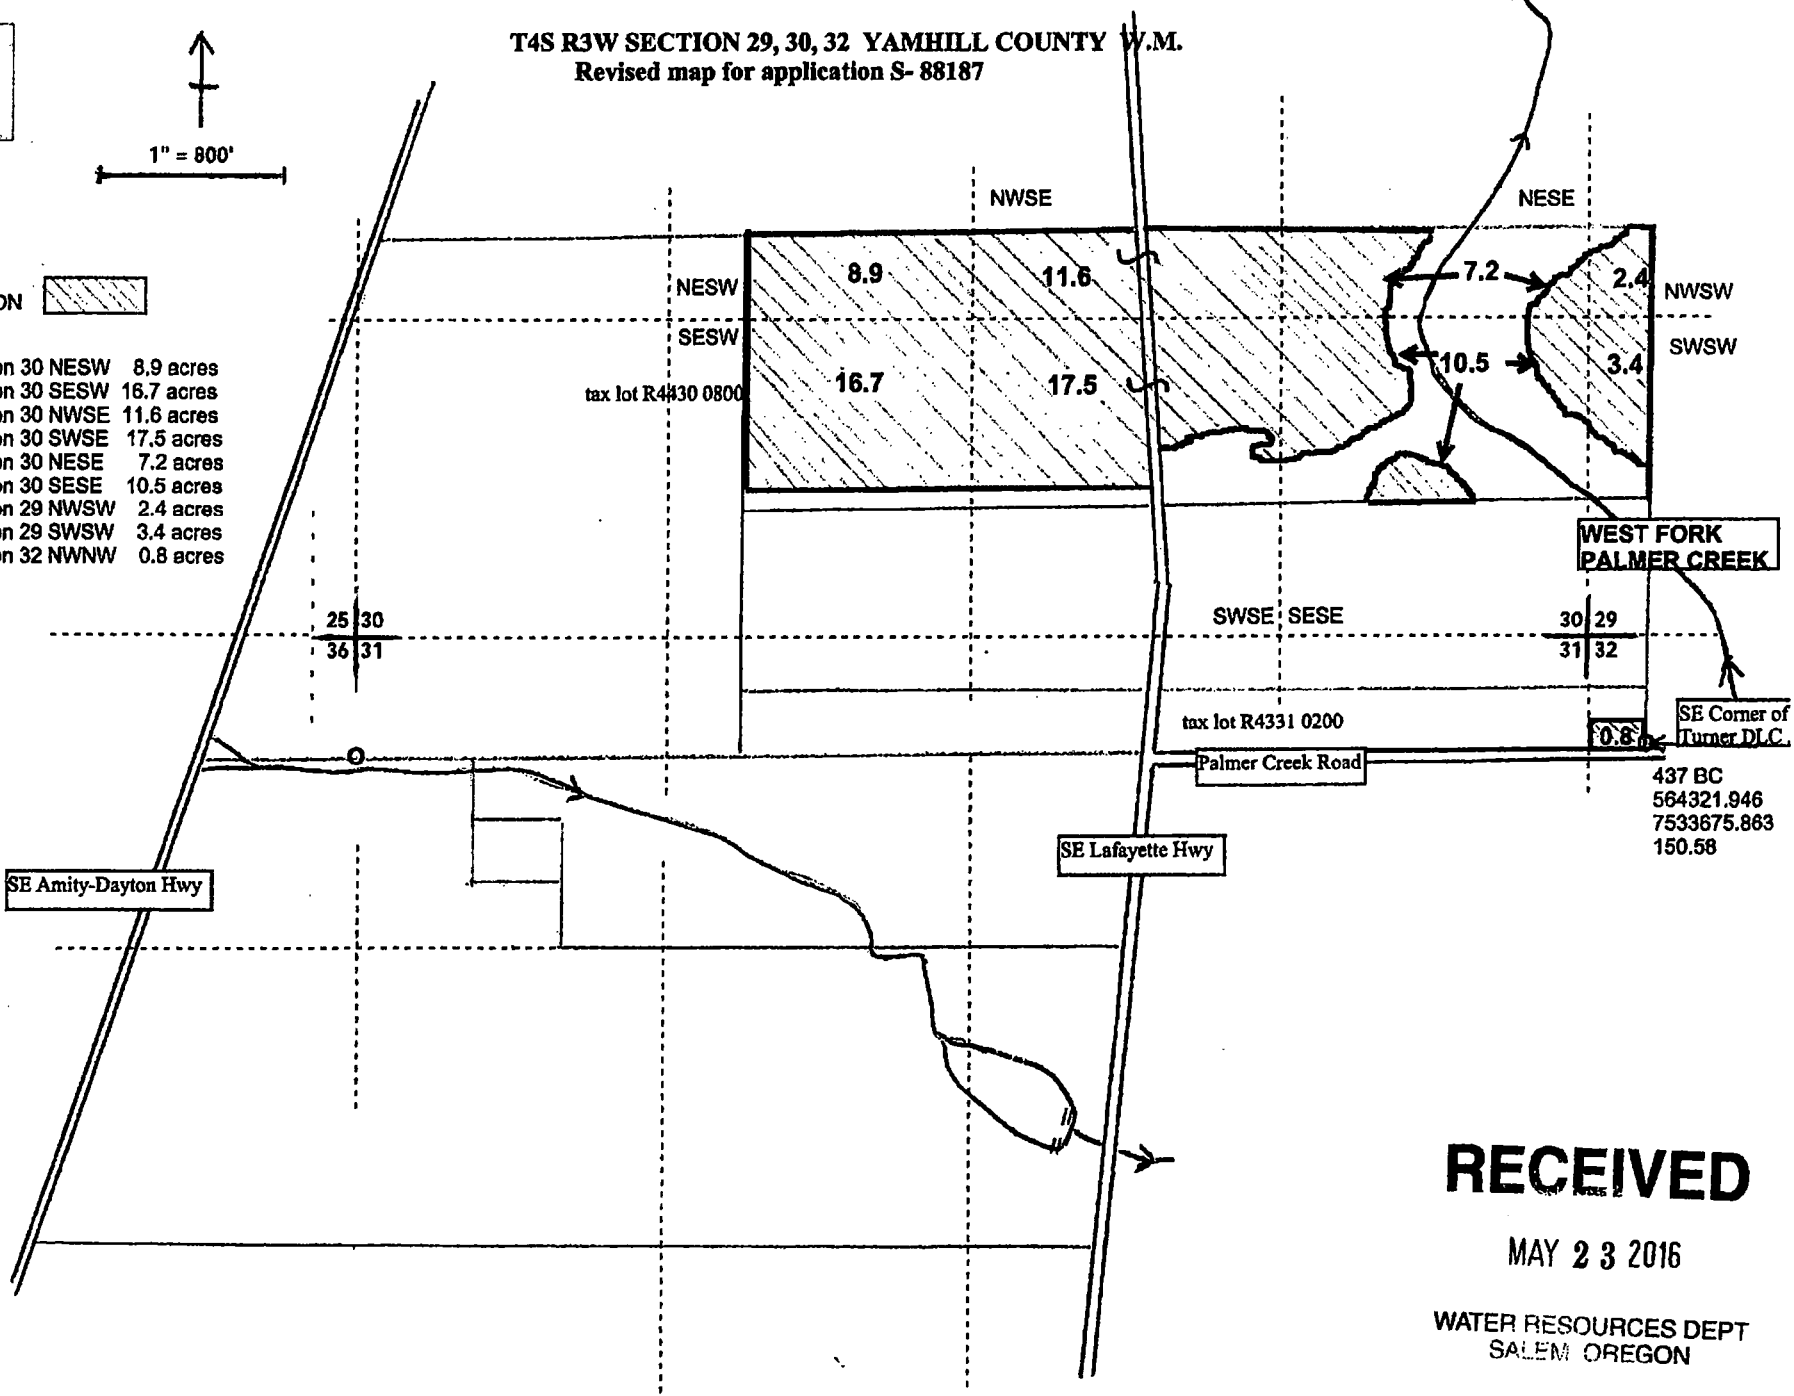 T4S R3W SECTION 29, 30, 32 YAMHILL COUNTY W.M.
Revised map for application S- 88187
1" = 800'
NWSE
NESE
ON
NESW
8.9
11.6
7.2
2.4
NWSW
SESW
SWSW
tax lot R4430 0800
16.7
17.5
10.5
3.4
on 30 NESW 8.9 acres
on 30 SESW 16.7 acres
on 30 NWSE 11.6 acres
on 30 SWSE 17.5 acres
on 30 NESE 7.2 acres
on 30 SESE 10.5 acres
on 29 NWSW 2.4 acres
on 29 SWSW 3.4 acres
on 32 NWNW 0.8 acres
WEST FORK
PALMER CREEK
25 30
36 31
SWSE SESE
30 29
31 32
tax lot R4331 0200
0.8
SE Corner of
Turner DLC
Palmer Creek Road
437 BC
564321.946
7533675.863
150.58
SE Lafayette Hwy
SE Amity-Dayton Hwy
RECEIVED
MAY 23 2016
WATER RESOURCES DEPT
SALEM OREGON